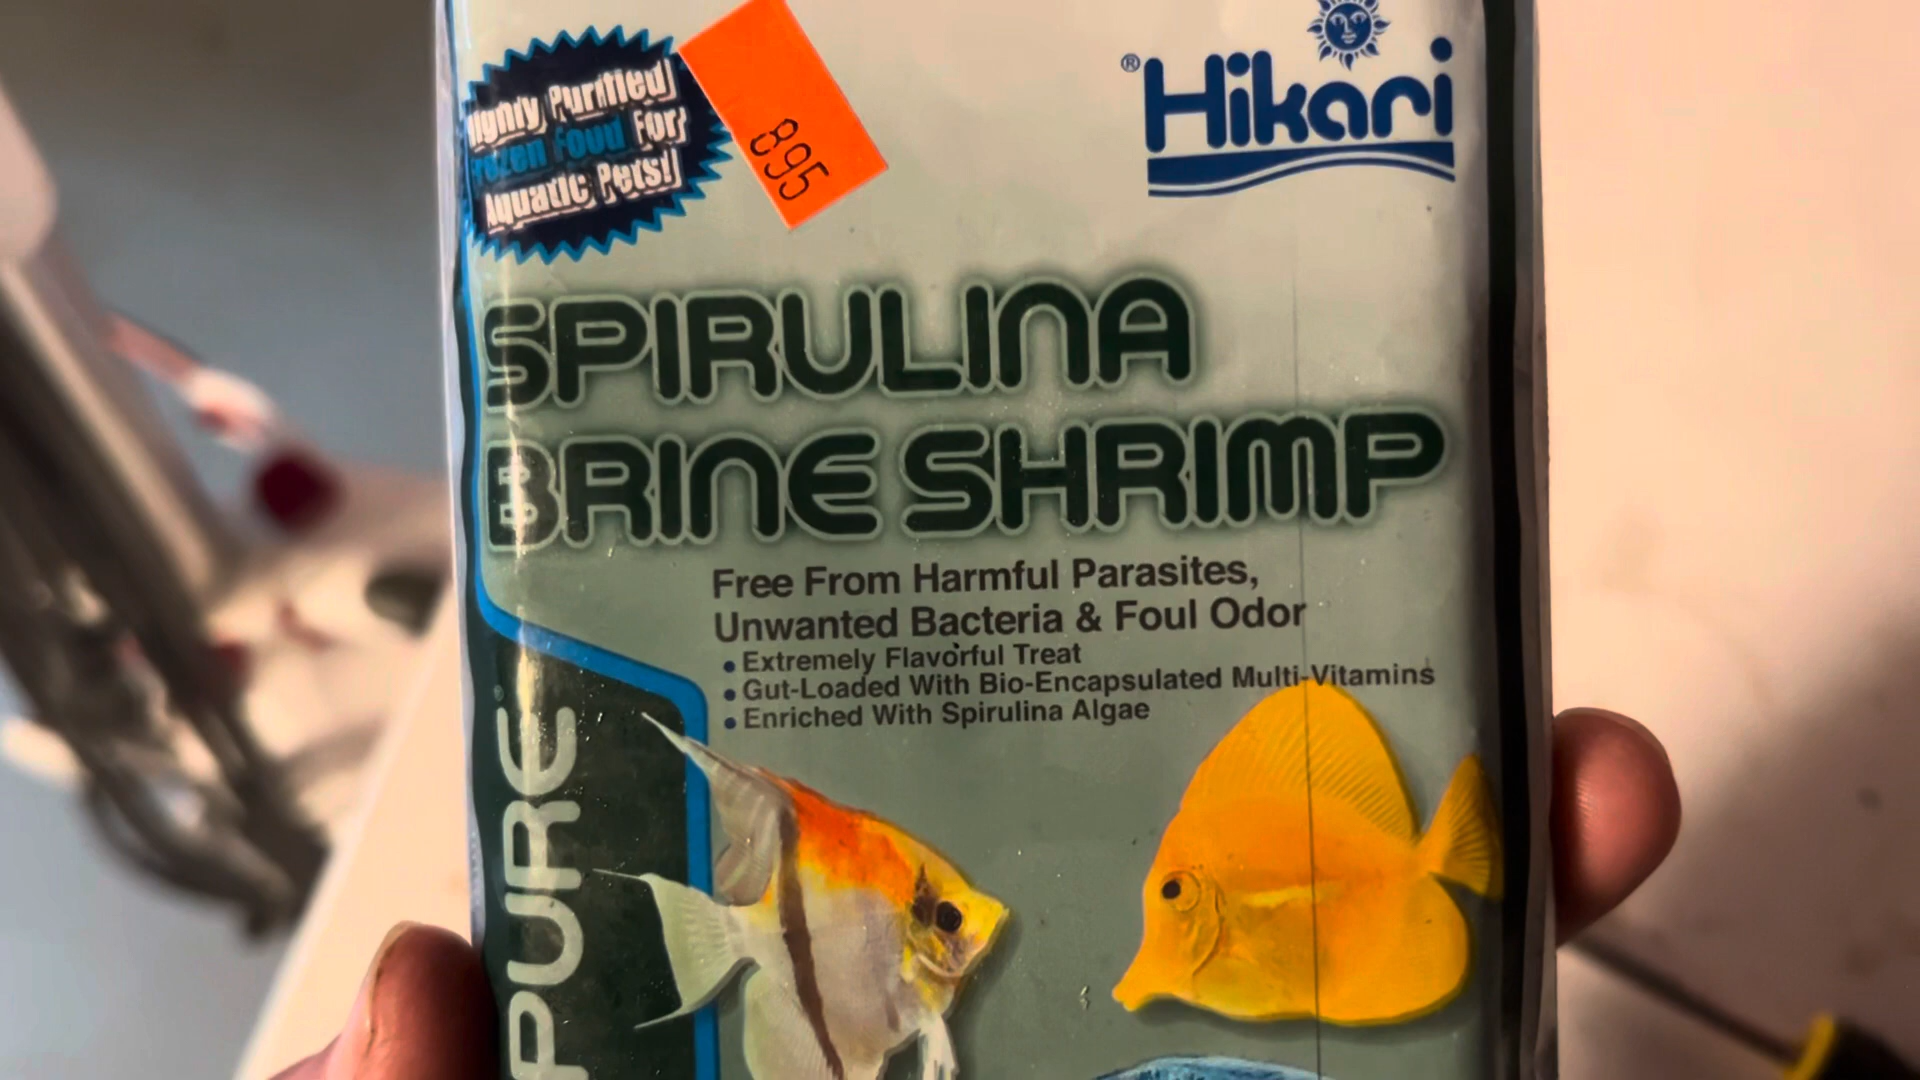 Highly Purified
Frozen Food For
Aquatic Pets!
895
® Hikari
SPIRULINA
BRINE SHRIMP
Free From Harmful Parasites,
Unwanted Bacteria & Foul Odor
• Extremely Flavorful Treat
• Gut-Loaded With Bio-Encapsulated Multi-Vitamins
• Enriched With Spirulina Algae
PURE